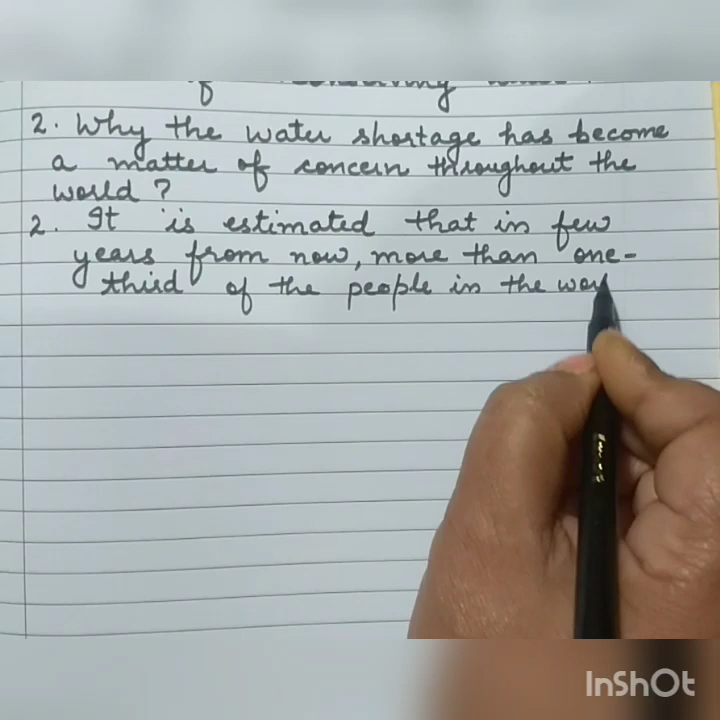 2. Why the water shortage has become
a matter of concern throughout the
world ?
2. It is estimated that in few
years from now, more than one-
third of the people in the wor
InShOt